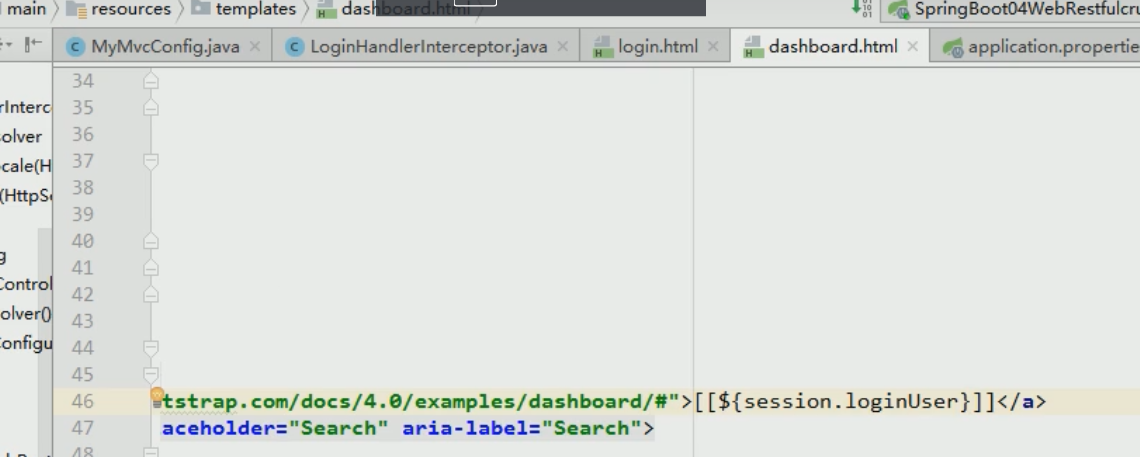 main resources templates dashboard.html SpringBoot04WebRestfulcru
MyMvcConfig.java LoginHandlerInterceptor.java login.html dashboard.html application.propertie
34
rInterc 35
solver 36
cale(H 37
(HttpSe 38
39
40
g 41
Control 42
olver() 43
onfigu 44
45
46 tstrap.com/docs/4.0/examples/dashboard/#">[[${session.loginUser}]]</a>
47 aceholder="Search" aria-label="Search">
48